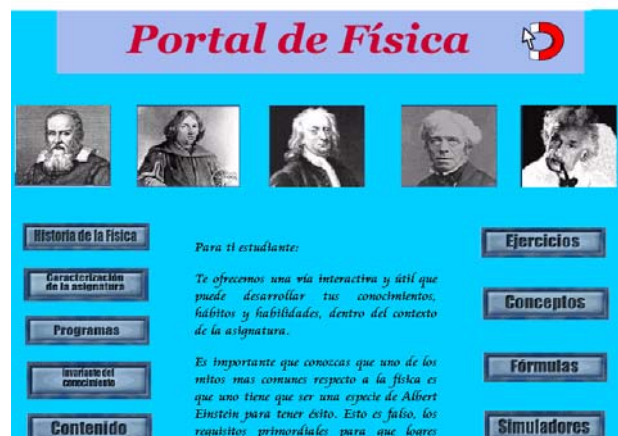 Portal de Física
Historia de la Física
Caracterización
de la asignatura
Programas
Invariante del
conocimiento
Contenido
Para ti estudiante:
Te ofrecemos una vía interactiva y útil que
puede desarrollar tus conocimientos,
hábitos y habilidades, dentro del contexto
de la asignatura.
Es importante que conozcas que uno de los
mitos mas comunes respecto a la física es
que uno tiene que ser una especie de Albert
Einstein para tener éxito. Esto es falso, los
requisitos primordiales para que logres
Ejercicios
Conceptos
Fórmulas
Simuladores